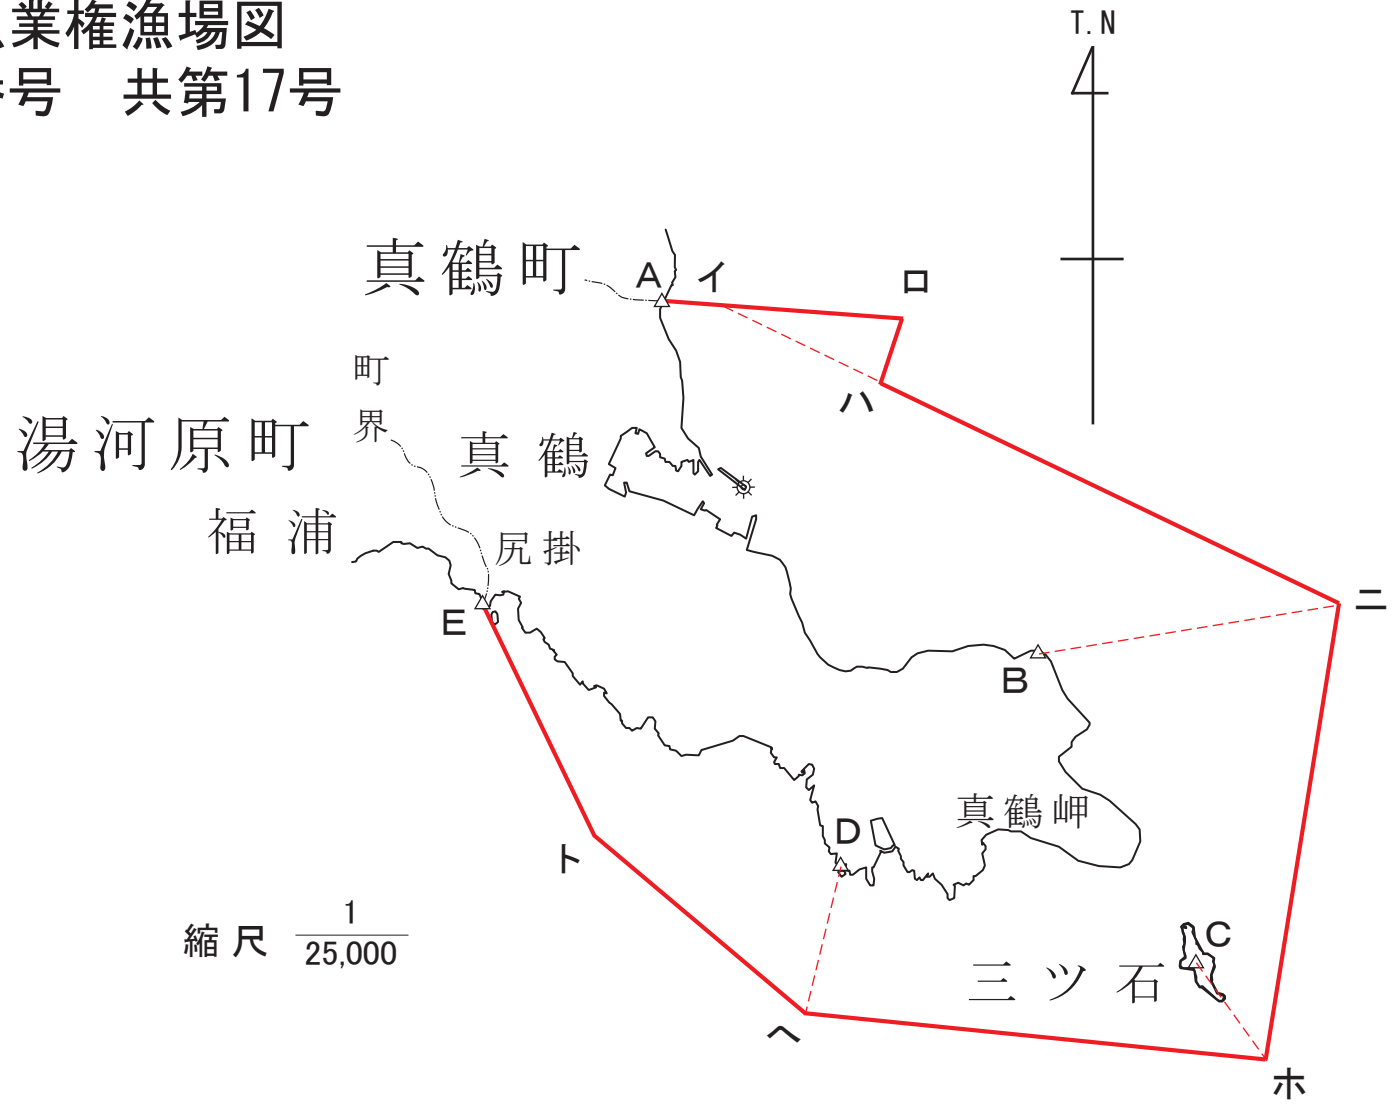 業権漁場図
号 共第17号
T.N
真鶴町
A
イ
ロ
ハ
町界
湯河原町
真鶴
福浦
尻掛
E
ニ
B
真鶴岬
D
ト
縮尺 1/25,000
C
三ツ石
ヘ
ホ